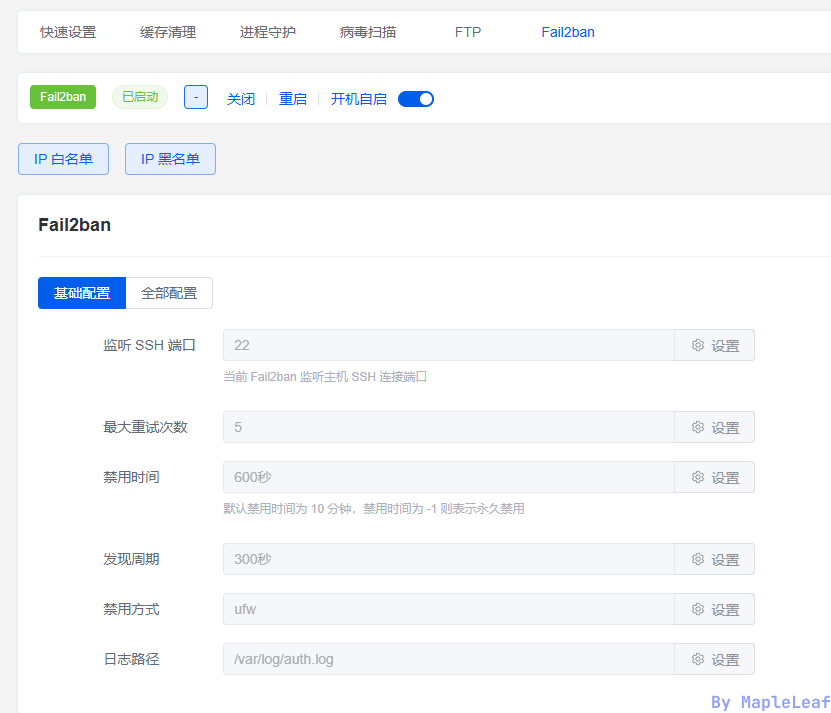 快速设置 缓存清理 进程守护 病毒扫描 FTP Fail2ban
Fail2ban 已启动 - 关闭 重启 开机自启
IP 白名单 IP 黑名单
Fail2ban
基础配置 全部配置
监听 SSH 端口 22 设置
当前 Fail2ban 监听主机 SSH 连接端口
最大重试次数 5 设置
禁用时间 600秒 设置
默认禁用时间为 10 分钟，禁用时间为 -1 则表示永久禁用
发现周期 300秒 设置
禁用方式 ufw 设置
日志路径 /var/log/auth.log 设置
By MapleLeaf